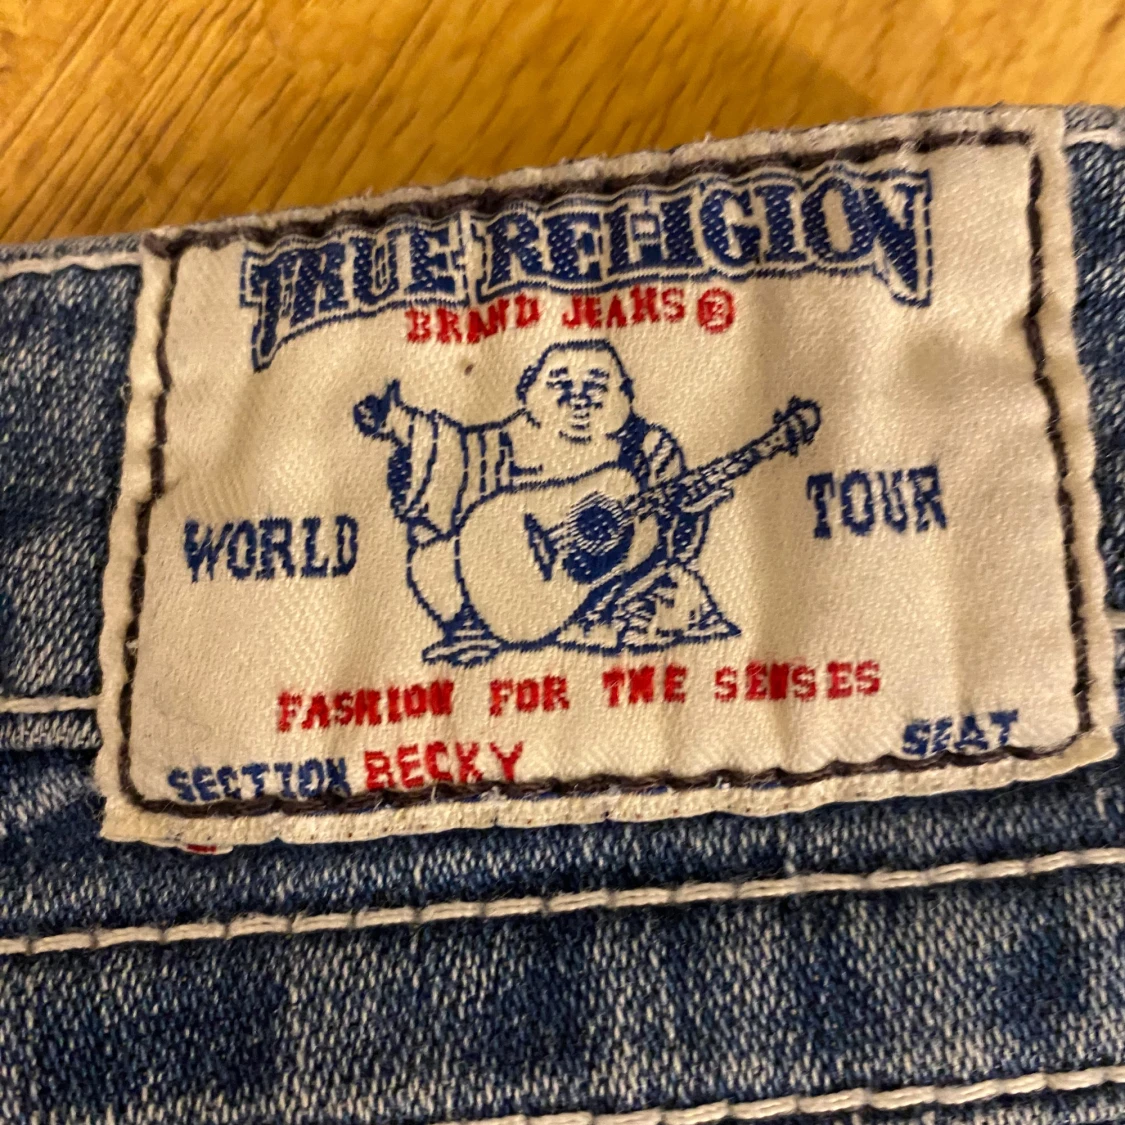 TRUE RELIGION
BRAND JEANS®
WORLD TOUR
FASHION FOR THE SENSES
SECTION BECKY SEAT